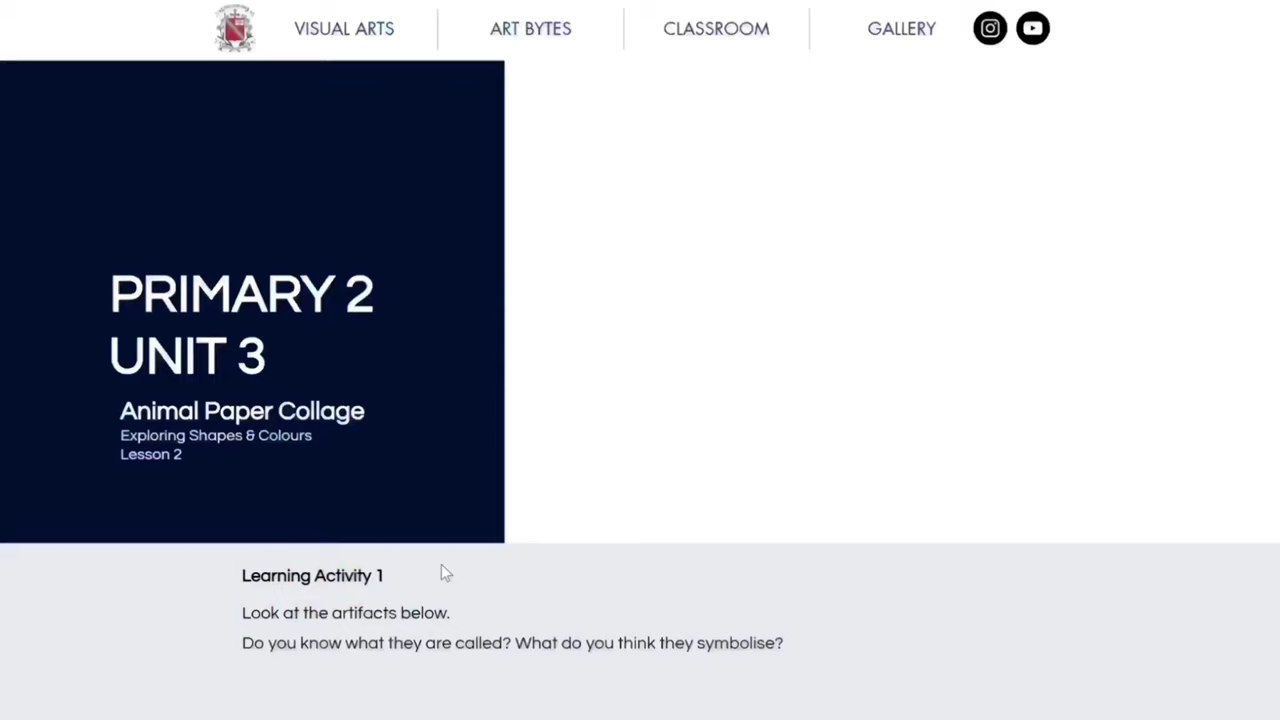 VISUAL ARTS
ART BYTES
CLASSROOM
GALLERY
PRIMARY 2
UNIT 3
Animal Paper Collage
Exploring Shapes & Colours
Lesson 2
Learning Activity 1
Look at the artifacts below.
Do you know what they are called? What do you think they symbolise?